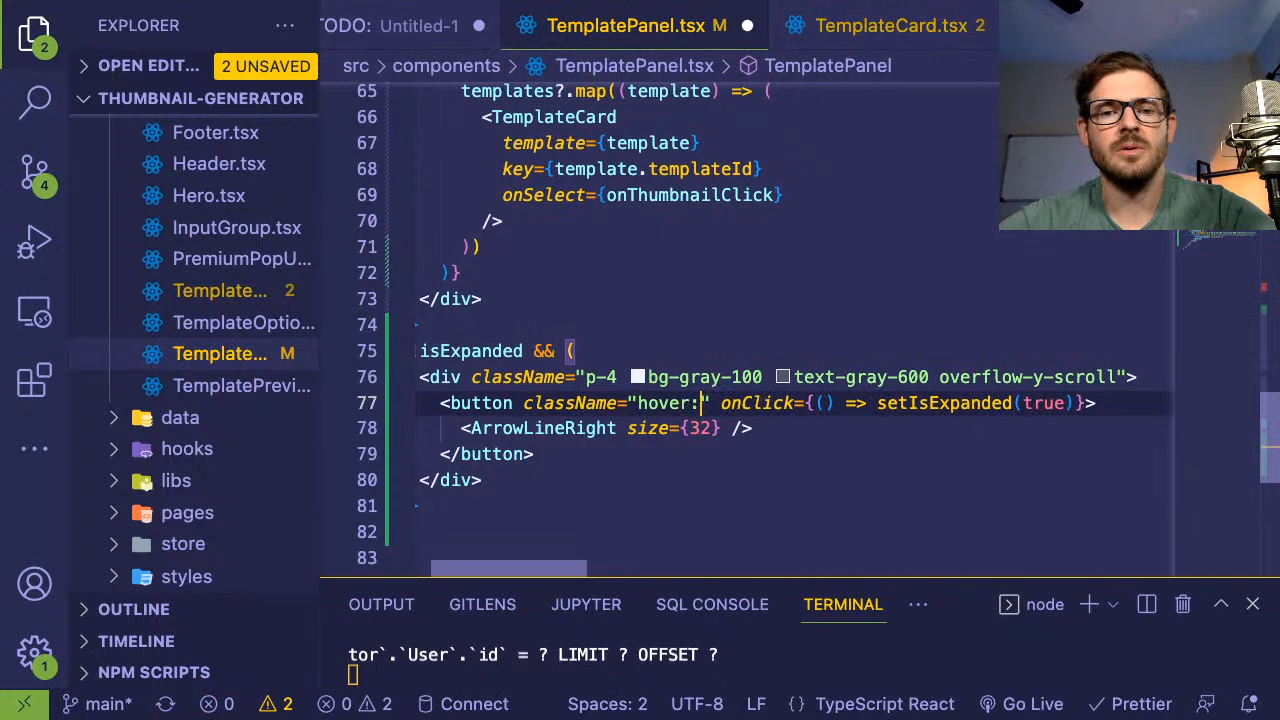 EXPLORER
TODO: Untitled-1
TemplatePanel.tsx M
TemplateCard.tsx 2
OPEN EDIT... 2 UNSAVED
src > components > TemplatePanel.tsx > TemplatePanel
THUMBNAIL-GENERATOR
Footer.tsx
Header.tsx
Hero.tsx
InputGroup.tsx
PremiumPopU...
Template... 2
TemplateOptio...
Template... M
TemplatePrevi...
data
hooks
libs
pages
store
styles
OUTLINE
TIMELINE
NPM SCRIPTS
2
4
1
65 templates?.map((template) => (
66 <TemplateCard
67 template={template}
68 key={template.templateId}
69 onSelect={onThumbnailClick}
70 />
71 ))
72 )}
73 </div>
74
75 isExpanded && (
76 <div className="p-4 bg-gray-100 text-gray-600 overflow-y-scroll">
77 <button className="hover:" onClick={() => setIsExpanded(true)}>
78 <ArrowLineRight size={32} />
79 </button>
80 </div>
81
82
83
OUTPUT GITLENS JUPYTER SQL CONSOLE TERMINAL ··· node
tor`.`User`.`id` = ? LIMIT ? OFFSET ?
main* 0 2 0 2 Connect Spaces: 2 UTF-8 LF {} TypeScript React Go Live Prettier